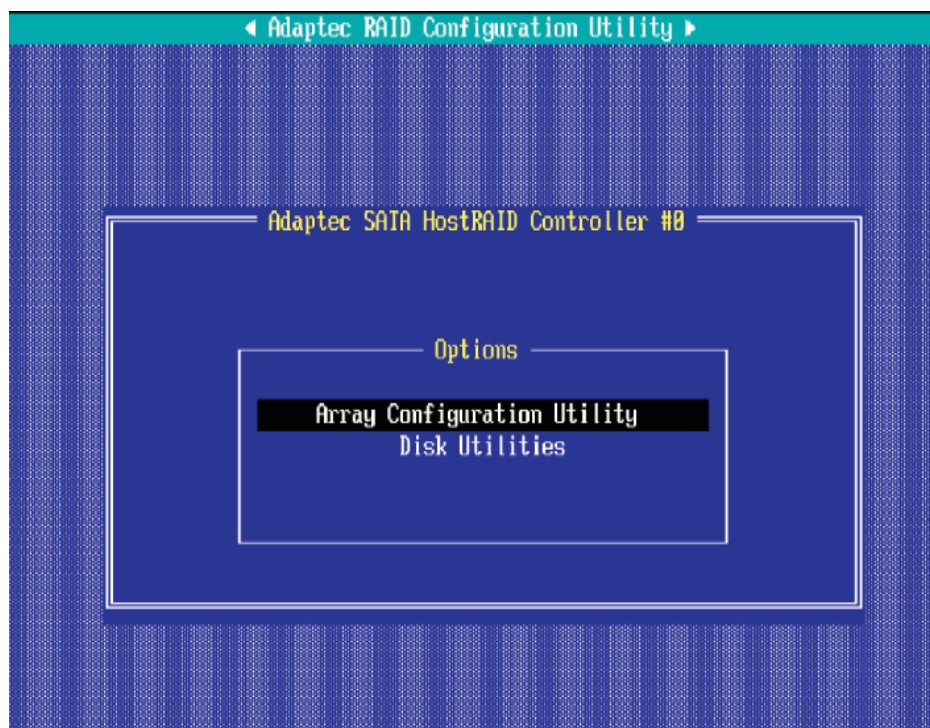 Adaptec RAID Configuration Utility
Adaptec SATA HostRAID Controller #0
Options
Array Configuration Utility
Disk Utilities